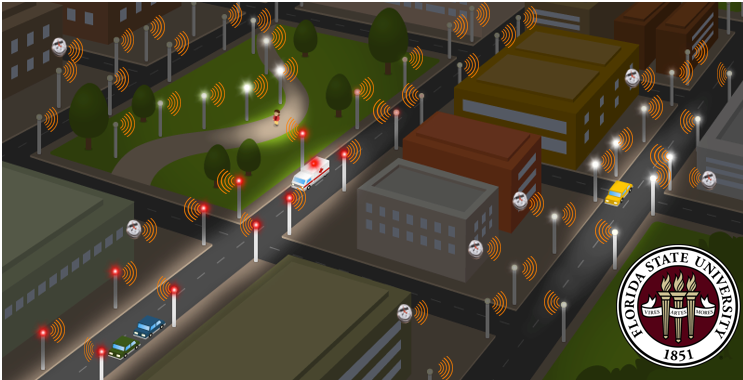 FLORIDA STATE UNIVERSITY
VIRES ARTES MORES
1851